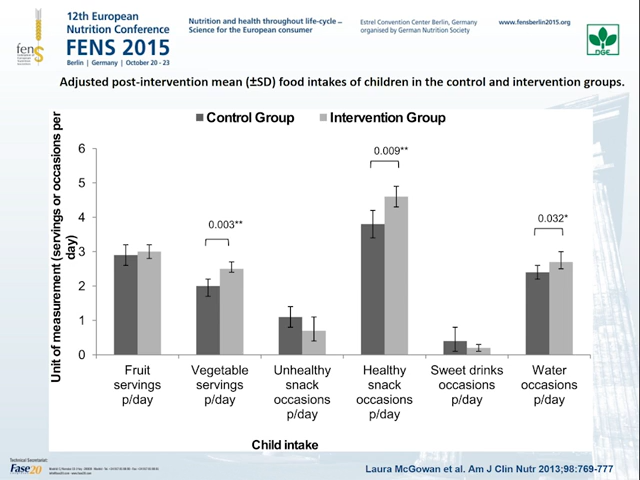 12th European
Nutrition Conference
FENS 2015
Berlin | Germany | October 20 - 23
fens
Nutrition and health throughout life-cycle –
Science for the European consumer
Estrel Convention Center Berlin, Germany
organised by German Nutrition Society
www.fensberlin2015.org
DGE
Adjusted post-intervention mean (±SD) food intakes of children in the control and intervention groups.
Control Group
Intervention Group
Unit of measurement (servings or occasions per
day)
6
5
4
3
2
1
0
0.003**
0.009**
0.032*
Fruit
servings
p/day
Vegetable
servings
p/day
Unhealthy
snack
occasions
p/day
Healthy
snack
occasions
p/day
Sweet drinks
occasions
p/day
Water
occasions
p/day
Child intake
Technical Secretariat:
Fase20
Laura McGowan et al. Am J Clin Nutr 2013;98:769-777